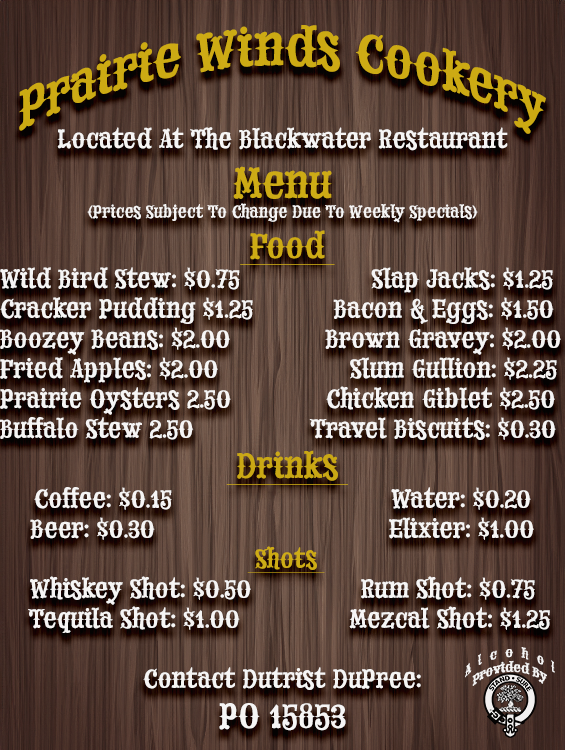 Prairie Winds Cookery
Located At The Blackwater Restaurant
Menu
(Prices Subject To Change Due To Weekly Specials)
Food
Wild Bird Stew: $0.75 Slap Jacks: $1.25
Cracker Pudding $1.25 Bacon & Eggs: $1.50
Boozey Beans: $2.00 Brown Gravey: $2.00
Fried Apples: $2.00 Slum Gullion: $2.25
Prairie Oysters 2.50 Chicken Giblet $2.50
Buffalo Stew 2.50 Travel Biscuits: $0.30
Drinks
Coffee: $0.15 Water: $0.20
Beer: $0.30 Elixier: $1.00
Shots
Whiskey Shot: $0.50 Rum Shot: $0.75
Tequila Shot: $1.00 Mezcal Shot: $1.25
Alcohol
Provided By
STAND SURE
Contact Dutrist DuPree:
PO 15853